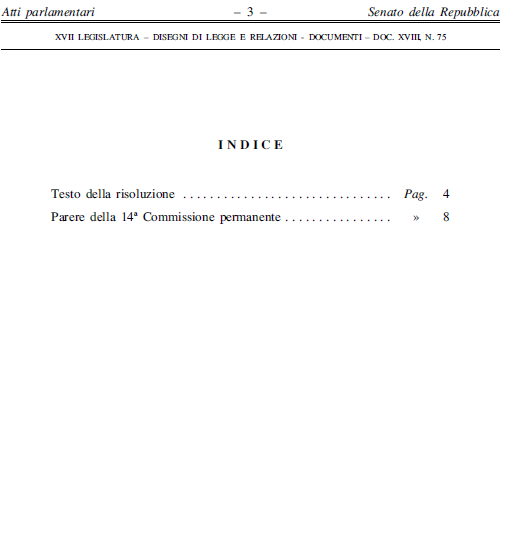 Atti parlamentari – 3 – Senato della Repubblica
XVII LEGISLATURA – DISEGNI DI LEGGE E RELAZIONI - DOCUMENTI – DOC. XVIII, N. 75
INDICE
Testo della risoluzione ............................... Pag. 4
Parere della 14ª Commissione permanente ................ » 8